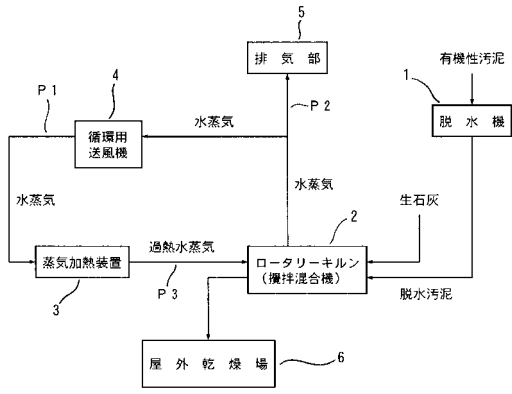 5
排気部
有機性汚泥
1
脱水機
P1
4
循環用
送風機
水蒸気
P2
水蒸気
水蒸気
生石灰
2
過熱水蒸気
蒸気加熱装置
3
P3
ロータリーキルン
(攪拌混合機)
脱水汚泥
屋外乾燥場
6